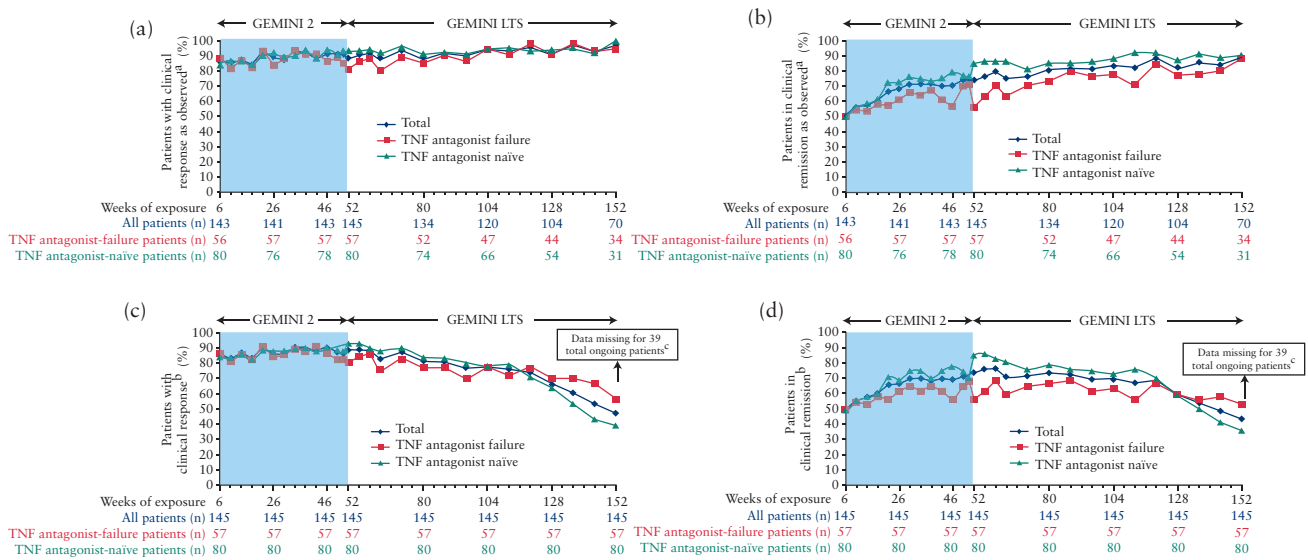 (a)
GEMINI 2
GEMINI LTS
Patients with clinical
response as observedᵃ (%)
100
90
80
70
60
50
40
30
20
10
0
Total
TNF antagonist failure
TNF antagonist naïve
Weeks of exposure 6 26 46 52 80 104 128 152
All patients (n) 143 141 143 145 134 120 104 70
TNF antagonist-failure patients (n) 56 57 57 57 52 47 44 34
TNF antagonist-naïve patients (n) 80 76 78 80 74 66 54 31
(b)
GEMINI 2
GEMINI LTS
Patients in clinical
remission as observedᵃ (%)
100
90
80
70
60
50
40
30
20
10
0
Total
TNF antagonist failure
TNF antagonist naïve
Weeks of exposure 6 26 46 52 80 104 128 152
All patients (n) 143 141 143 145 134 120 104 70
TNF antagonist-failure patients (n) 56 57 57 57 52 47 44 34
TNF antagonist-naïve patients (n) 80 76 78 80 74 66 54 31
(c)
GEMINI 2
GEMINI LTS
Patients with
clinical responseᵇ (%)
100
90
80
70
60
50
40
30
20
10
0
Data missing for 39
total ongoing patientsᶜ
Total
TNF antagonist failure
TNF antagonist naïve
Weeks of exposure 6 26 46 52 80 104 128 152
All patients (n) 145 145 145 145 145 145 145 145
TNF antagonist-failure patients (n) 57 57 57 57 57 57 57 57
TNF antagonist-naïve patients (n) 80 80 80 80 80 80 80 80
(d)
GEMINI 2
GEMINI LTS
Patients in
clinical remissionᵇ (%)
100
90
80
70
60
50
40
30
20
10
0
Data missing for 39
total ongoing patientsᶜ
Total
TNF antagonist failure
TNF antagonist naïve
Weeks of exposure 6 26 46 52 80 104 128 152
All patients (n) 145 145 145 145 145 145 145 145
TNF antagonist-failure patients (n) 57 57 57 57 57 57 57 57
TNF antagonist-naïve patients (n) 80 80 80 80 80 80 80 80